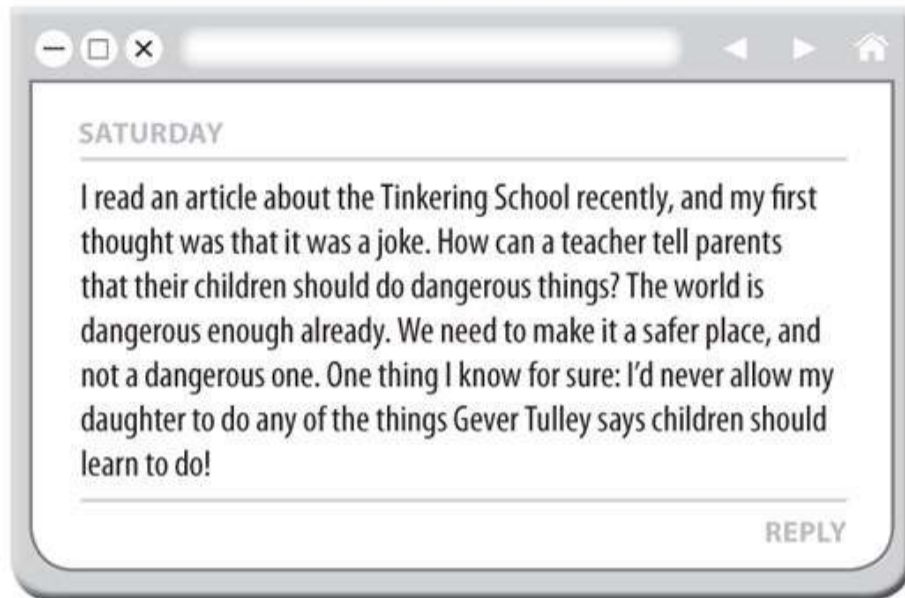 SATURDAY
I read an article about the Tinkering School recently, and my first
thought was that it was a joke. How can a teacher tell parents
that their children should do dangerous things? The world is
dangerous enough already. We need to make it a safer place, and
not a dangerous one. One thing I know for sure: I'd never allow my
daughter to do any of the things Gever Tulley says children should
learn to do!
REPLY